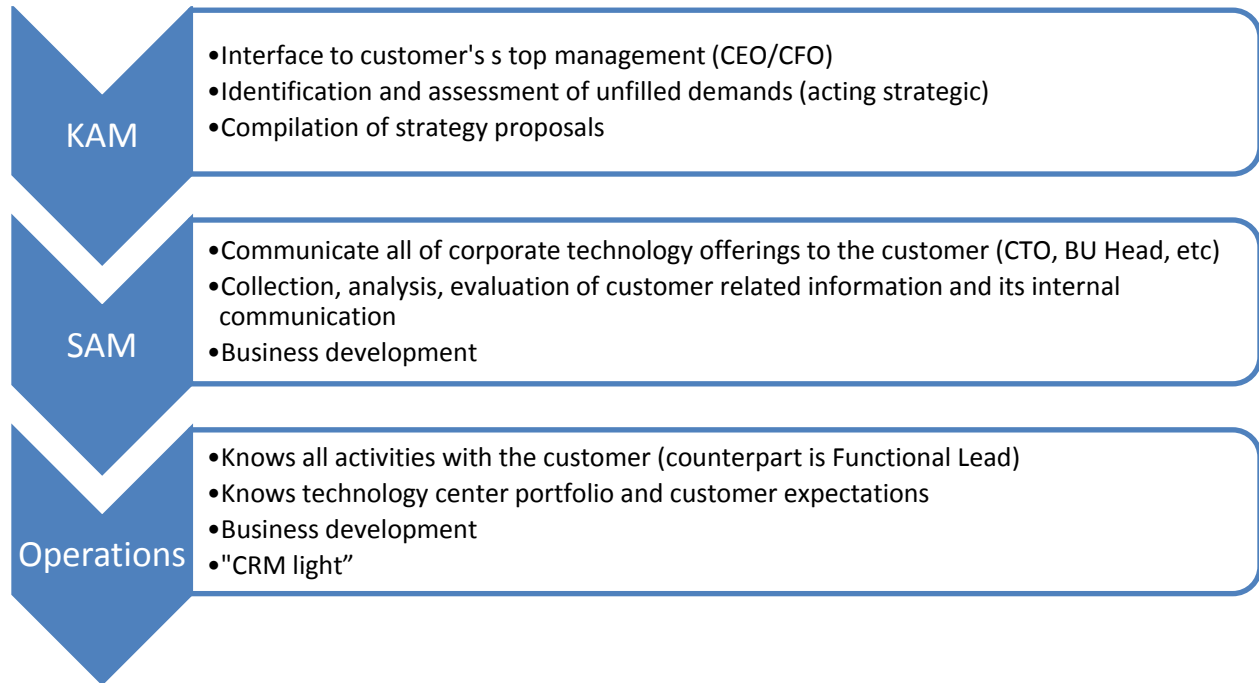 KAM
•Interface to customer's s top management (CEO/CFO)
•Identification and assessment of unfilled demands (acting strategic)
•Compilation of strategy proposals
SAM
•Communicate all of corporate technology offerings to the customer (CTO, BU Head, etc)
•Collection, analysis, evaluation of customer related information and its internal
communication
•Business development
Operations
•Knows all activities with the customer (counterpart is Functional Lead)
•Knows technology center portfolio and customer expectations
•Business development
•"CRM light”